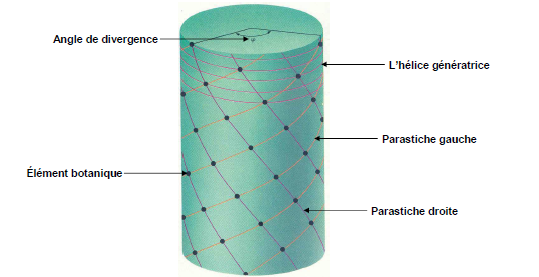 Angle de divergence
L'hélice génératrice
Parastiche gauche
Élément botanique
Parastiche droite